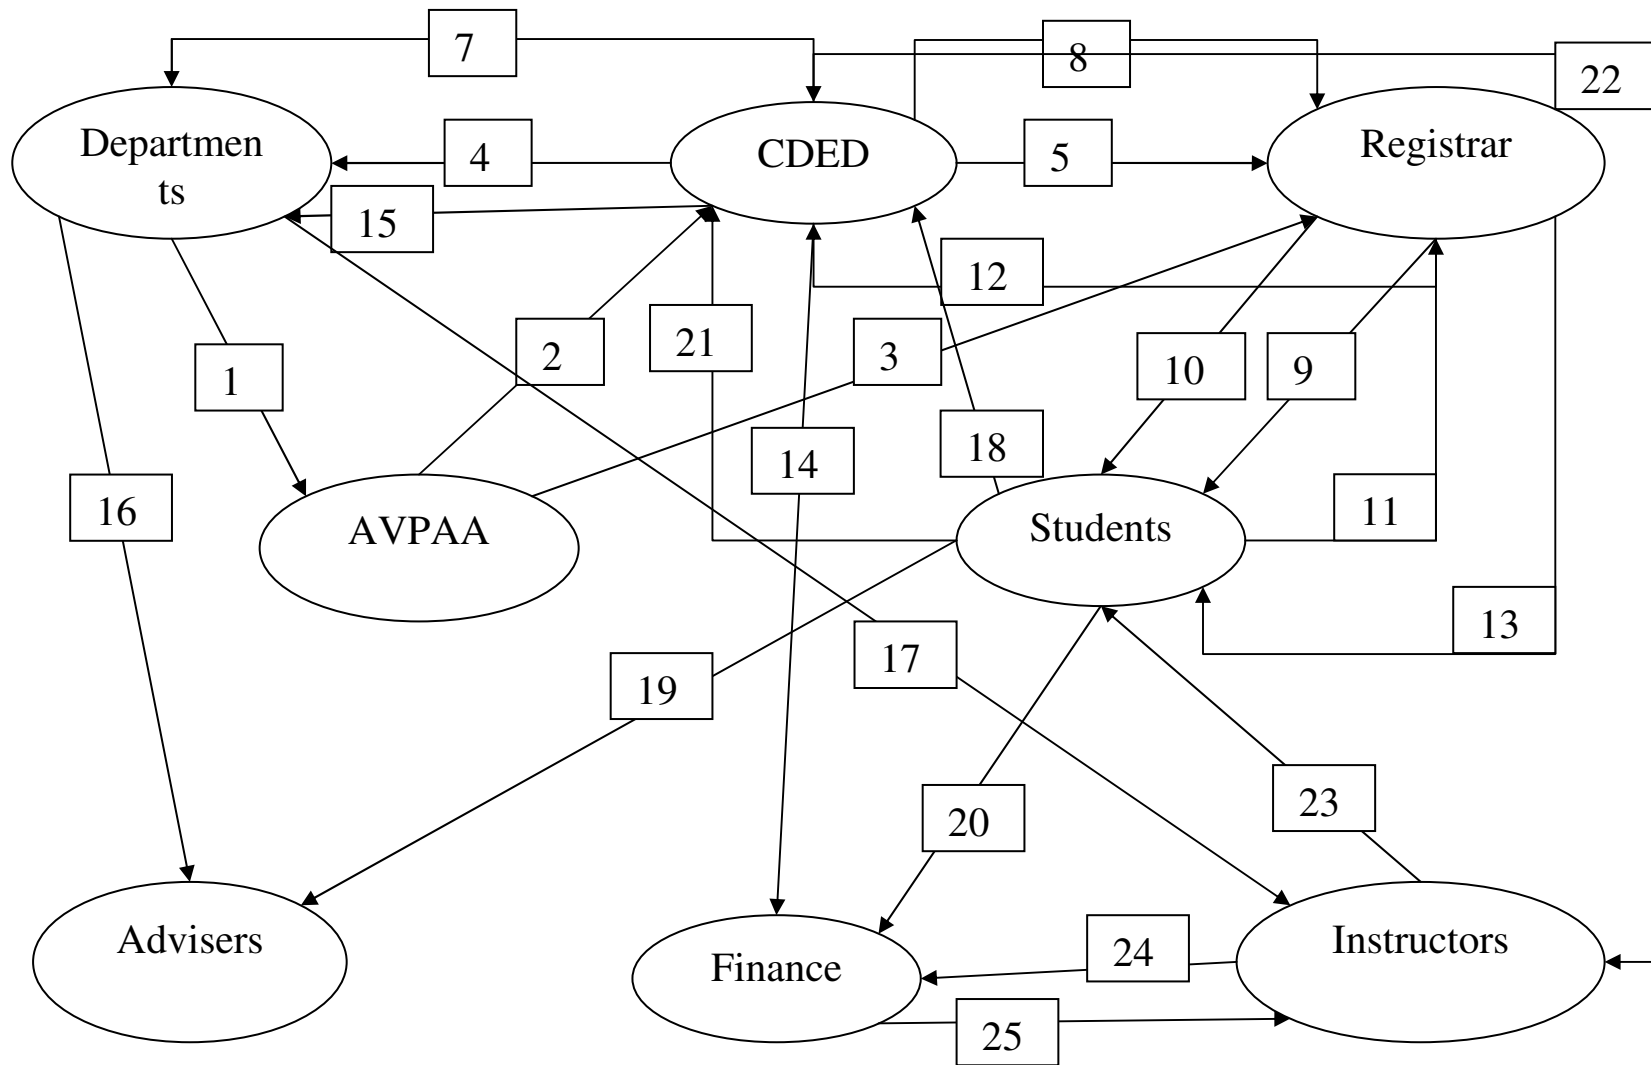 7
8
22
Departmen
ts
4
CDED
5
Registrar
15
12
2
21
3
10
9
1
18
14
16
AVPAA
Students
11
13
17
19
20
23
Advisers
Finance
24
Instructors
25